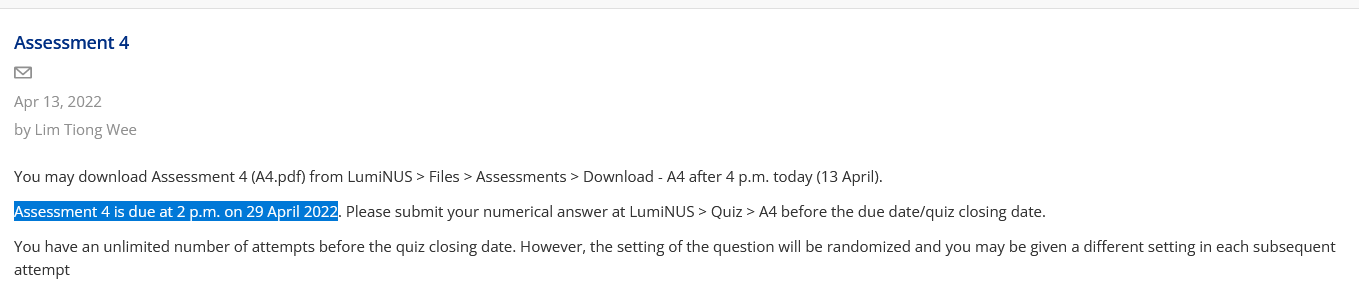 Assessment 4
Apr 13, 2022
by Lim Tiong Wee
You may download Assessment 4 (A4.pdf) from LumiNUS > Files > Assessments > Download - A4 after 4 p.m. today (13 April).
Assessment 4 is due at 2 p.m. on 29 April 2022. Please submit your numerical answer at LumiNUS > Quiz > A4 before the due date/quiz closing date.
You have an unlimited number of attempts before the quiz closing date. However, the setting of the question will be randomized and you may be given a different setting in each subsequent
attempt